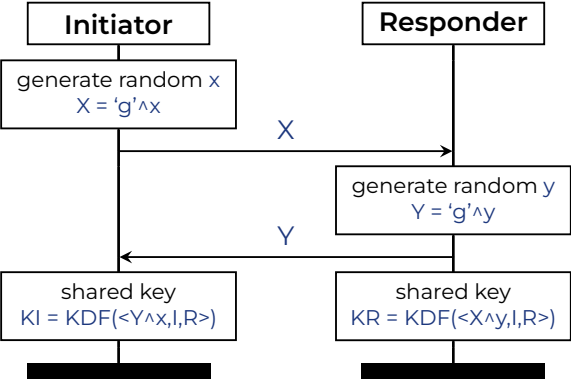 Initiator
Responder
generate random x
X = ‘g’^x
X
generate random y
Y = ‘g’^y
Y
shared key
KI = KDF(<Y^x,I,R>)
shared key
KR = KDF(<X^y,I,R>)